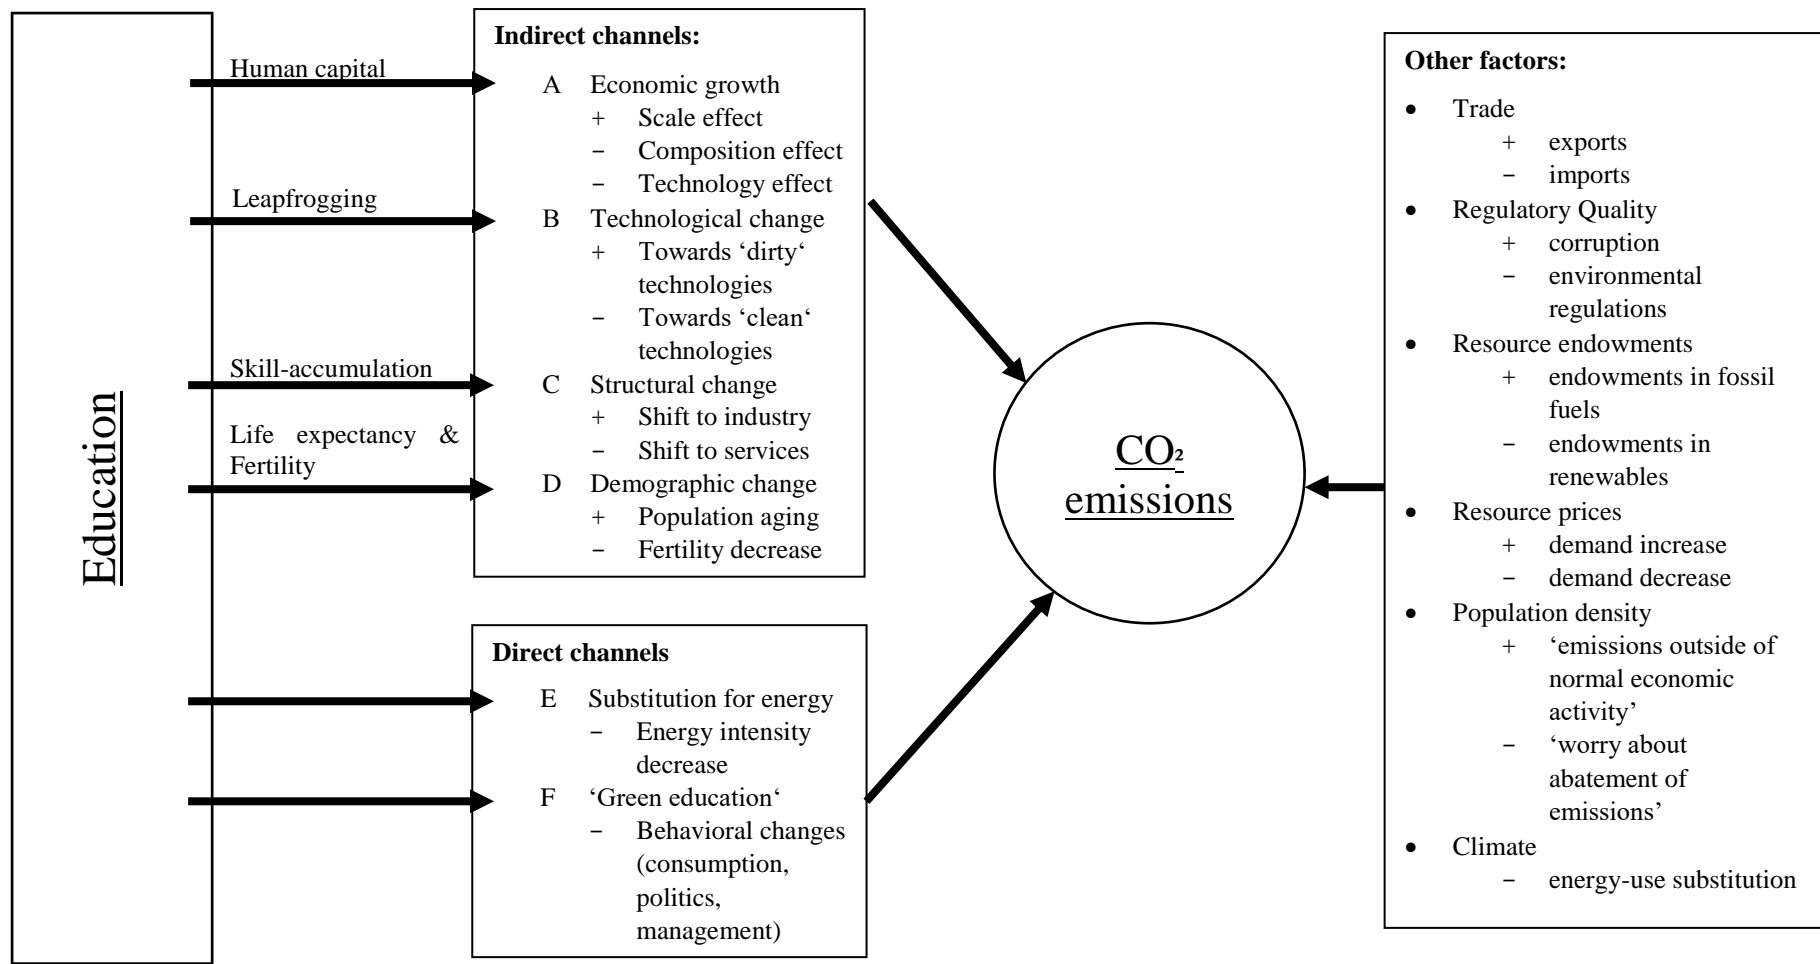 Education
Human capital
Leapfrogging
Skill-accumulation
Life expectancy &
Fertility
Indirect channels:
A Economic growth
+ Scale effect
− Composition effect
− Technology effect
B Technological change
+ Towards ‘dirty‘
technologies
− Towards ‘clean‘
technologies
C Structural change
+ Shift to industry
− Shift to services
D Demographic change
+ Population aging
− Fertility decrease
Direct channels
E Substitution for energy
− Energy intensity
decrease
F ‘Green education‘
− Behavioral changes
(consumption,
politics,
management)
CO₂
emissions
Other factors:
• Trade
+ exports
− imports
• Regulatory Quality
+ corruption
− environmental
regulations
• Resource endowments
+ endowments in fossil
fuels
− endowments in
renewables
• Resource prices
+ demand increase
− demand decrease
• Population density
+ ‘emissions outside of
normal economic
activity’
− ‘worry about
abatement of
emissions’
• Climate
− energy-use substitution